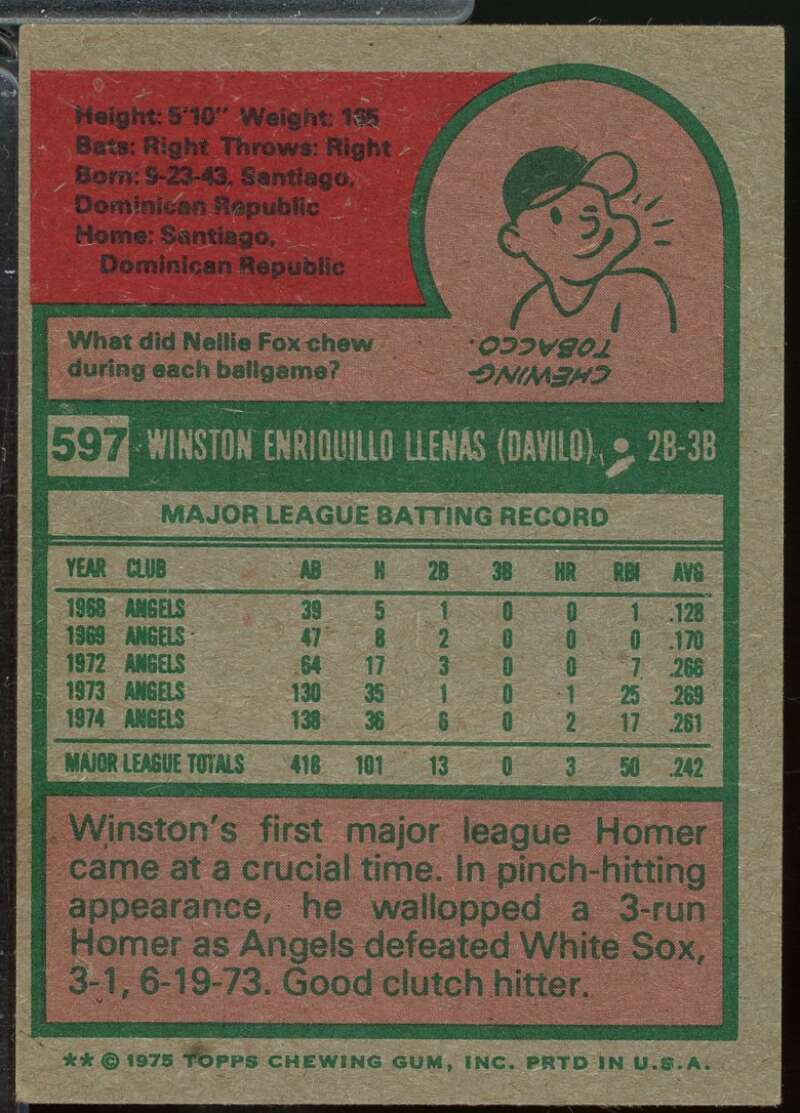 Height: 5'10" Weight: 165
Bats: Right Throws: Right
Born: 9-23-43, Santiago,
Dominican Republic
Home: Santiago,
Dominican Republic
What did Nellie Fox chew
during each ballgame?
CHEWING
TOBACCO.
597 WINSTON ENRIQUILLO LLENAS (DAVILO) 2B-3B
MAJOR LEAGUE BATTING RECORD
YEAR CLUB AB H 2B 3B HR RBI AVG
1968 ANGELS 39 5 1 0 0 1 .128
1969 ANGELS 47 8 2 0 0 0 .170
1972 ANGELS 64 17 3 0 0 7 .266
1973 ANGELS 130 35 1 0 1 25 .269
1974 ANGELS 138 36 6 0 2 17 .261
MAJOR LEAGUE TOTALS 418 101 13 0 3 50 .242
Winston's first major league Homer
came at a crucial time. In pinch-hitting
appearance, he wallopped a 3-run
Homer as Angels defeated White Sox,
3-1, 6-19-73. Good clutch hitter.
** © 1975 TOPPS CHEWING GUM, INC. PRTD IN U.S.A.